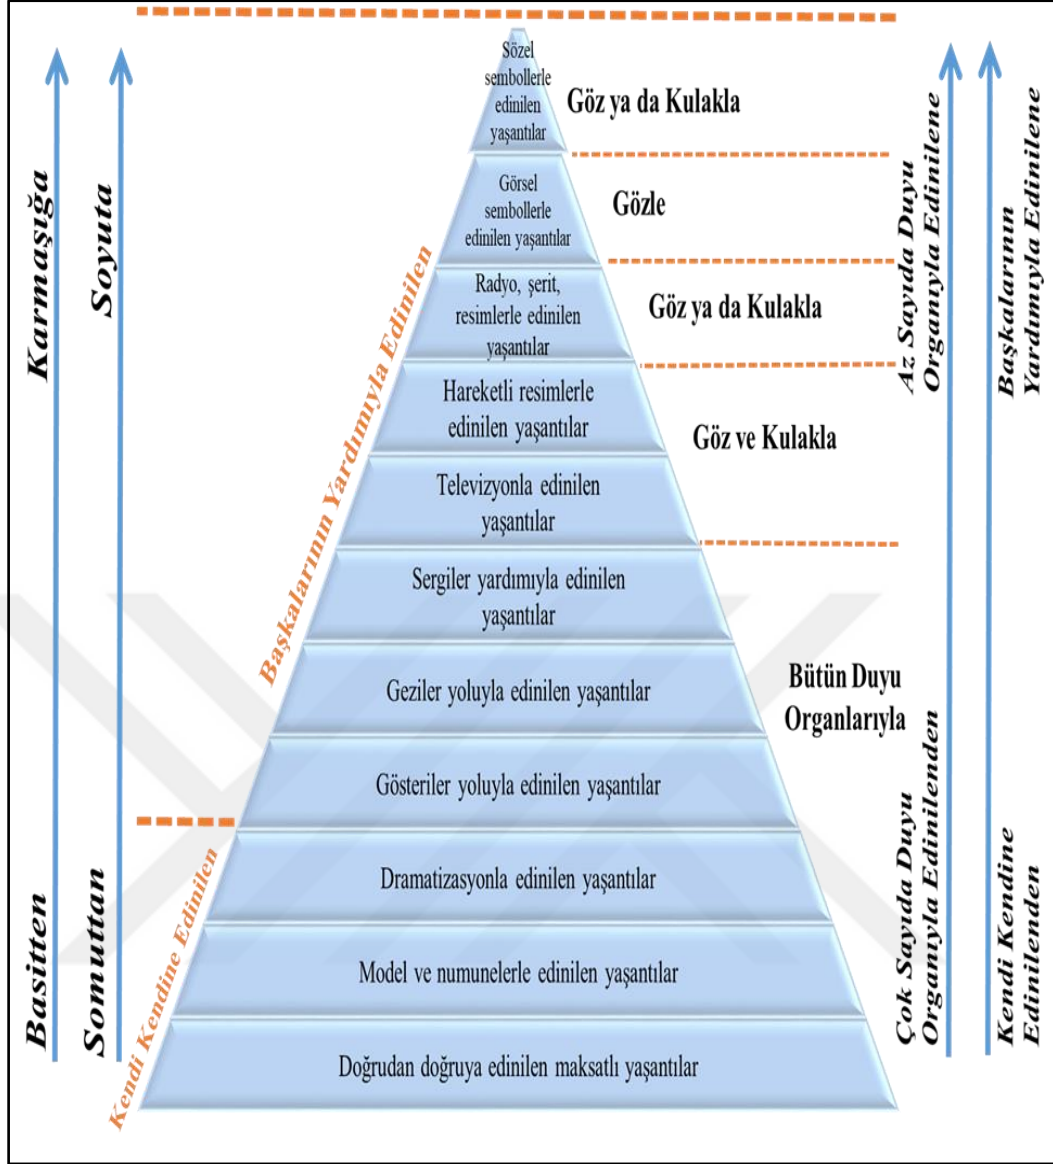 Sözel
sembollerle
edinilen
yaşantılar
Göz ya da Kulakla
Görsel
sembollerle
edinilen yaşantılar
Gözle
Radyo, şerit,
resimlerle edinilen
yaşantılar
Göz ya da Kulakla
Hareketli resimlerle
edinilen yaşantılar
Göz ve Kulakla
Televizyonla edinilen
yaşantılar
Sergiler yardımıyla edinilen
yaşantılar
Geziler yoluyla edinilen yaşantılar
Bütün Duyu
Organlarıyla
Gösteriler yoluyla edinilen yaşantılar
Dramatizasyonla edinilen yaşantılar
Model ve numunelerle edinilen yaşantılar
Doğrudan doğruya edinilen maksatlı yaşantılar
Karmaşığa
Basitten
Soyuta
Somuttan
Başkalarının Yardımıyla Edinilen
Kendi Kendine Edinilen
Az Sayıda Duyu
Organıyla Edinilene
Çok Sayıda Duyu
Organıyla Edinilenden
Başkalarının
Yardımıyla Edinilene
Kendi Kendine
Edinilenden